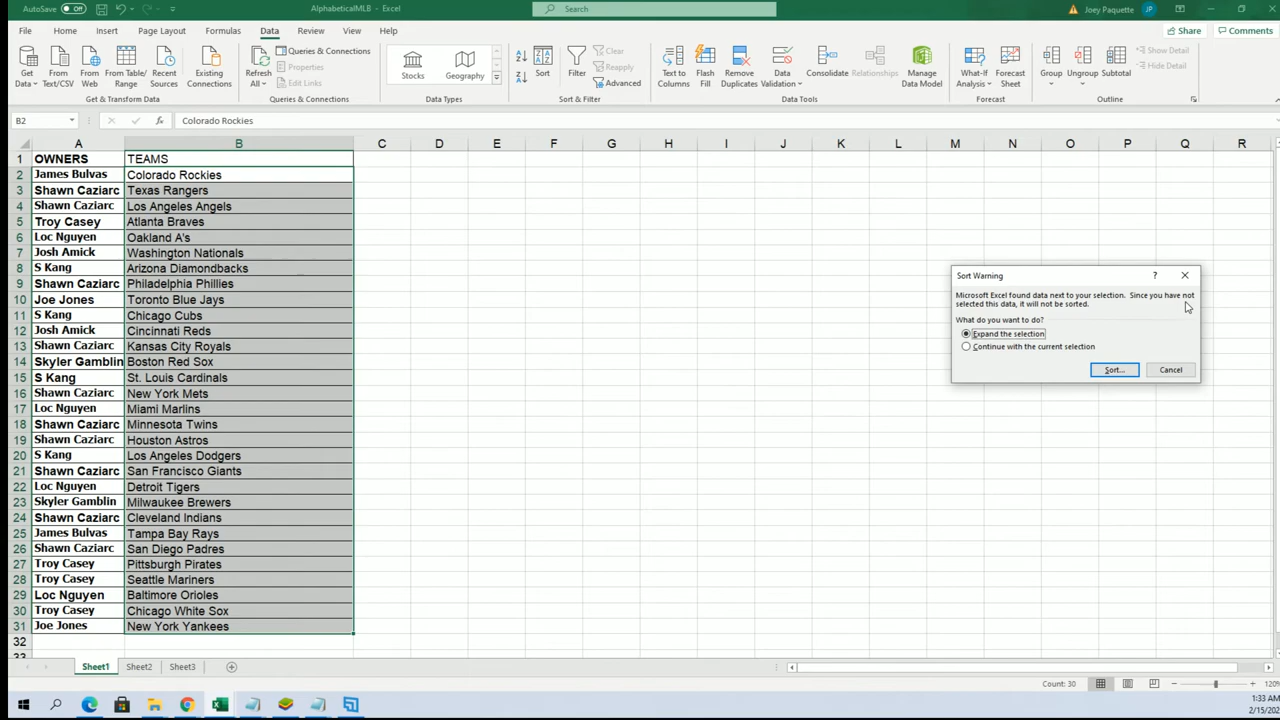 AutoSave Off AlphabeticalMLB - Excel Search Joey Paquette JP
File Home Insert Page Layout Formulas Data Review View Help Share Comments
Get Data From Text/CSV From Web From Table/Range Recent Sources Existing Connections
Get & Transform Data
Refresh All Queries & Connections Properties Edit Links
Queries & Connections
Stocks Geography
Data Types
Sort Filter Clear Reapply Advanced
Sort & Filter
Text to Columns Flash Fill Remove Duplicates Data Validation Consolidate Relationships Manage Data Model
Data Tools
What-If Analysis Forecast Sheet
Forecast
Group Ungroup Subtotal Show Detail Hide Detail
Outline
B2 fx Colorado Rockies
A B C D E F G H I J K L M N O P Q R
1 OWNERS TEAMS
2 James Bulvas Colorado Rockies
3 Shawn Caziarc Texas Rangers
4 Shawn Caziarc Los Angeles Angels
5 Troy Casey Atlanta Braves
6 Loc Nguyen Oakland A's
7 Josh Amick Washington Nationals
8 S Kang Arizona Diamondbacks
9 Shawn Caziarc Philadelphia Phillies
10 Joe Jones Toronto Blue Jays
11 S Kang Chicago Cubs
12 Josh Amick Cincinnati Reds
13 Shawn Caziarc Kansas City Royals
14 Skyler Gamblin Boston Red Sox
15 S Kang St. Louis Cardinals
16 Shawn Caziarc New York Mets
17 Loc Nguyen Miami Marlins
18 Shawn Caziarc Minnesota Twins
19 Shawn Caziarc Houston Astros
20 S Kang Los Angeles Dodgers
21 Shawn Caziarc San Francisco Giants
22 Loc Nguyen Detroit Tigers
23 Skyler Gamblin Milwaukee Brewers
24 Shawn Caziarc Cleveland Indians
25 James Bulvas Tampa Bay Rays
26 Shawn Caziarc San Diego Padres
27 Troy Casey Pittsburgh Pirates
28 Troy Casey Seattle Mariners
29 Loc Nguyen Baltimore Orioles
30 Troy Casey Chicago White Sox
31 Joe Jones New York Yankees
32
33
Sort Warning ?
Microsoft Excel found data next to your selection. Since you have not
selected this data, it will not be sorted.
What do you want to do?
Expand the selection
Continue with the current selection
Sort... Cancel
Sheet1 Sheet2 Sheet3
Count: 30 120%
1:33 AM
2/15/202